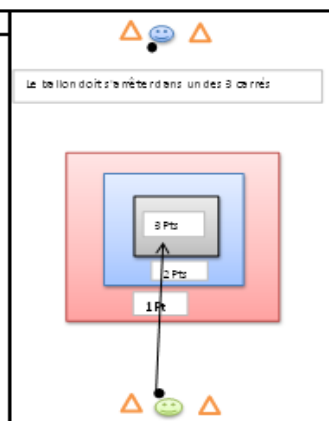 Le ballon doit s'arrêter dans un des 3 carrés
3 Pts
2 Pts
1 Pt